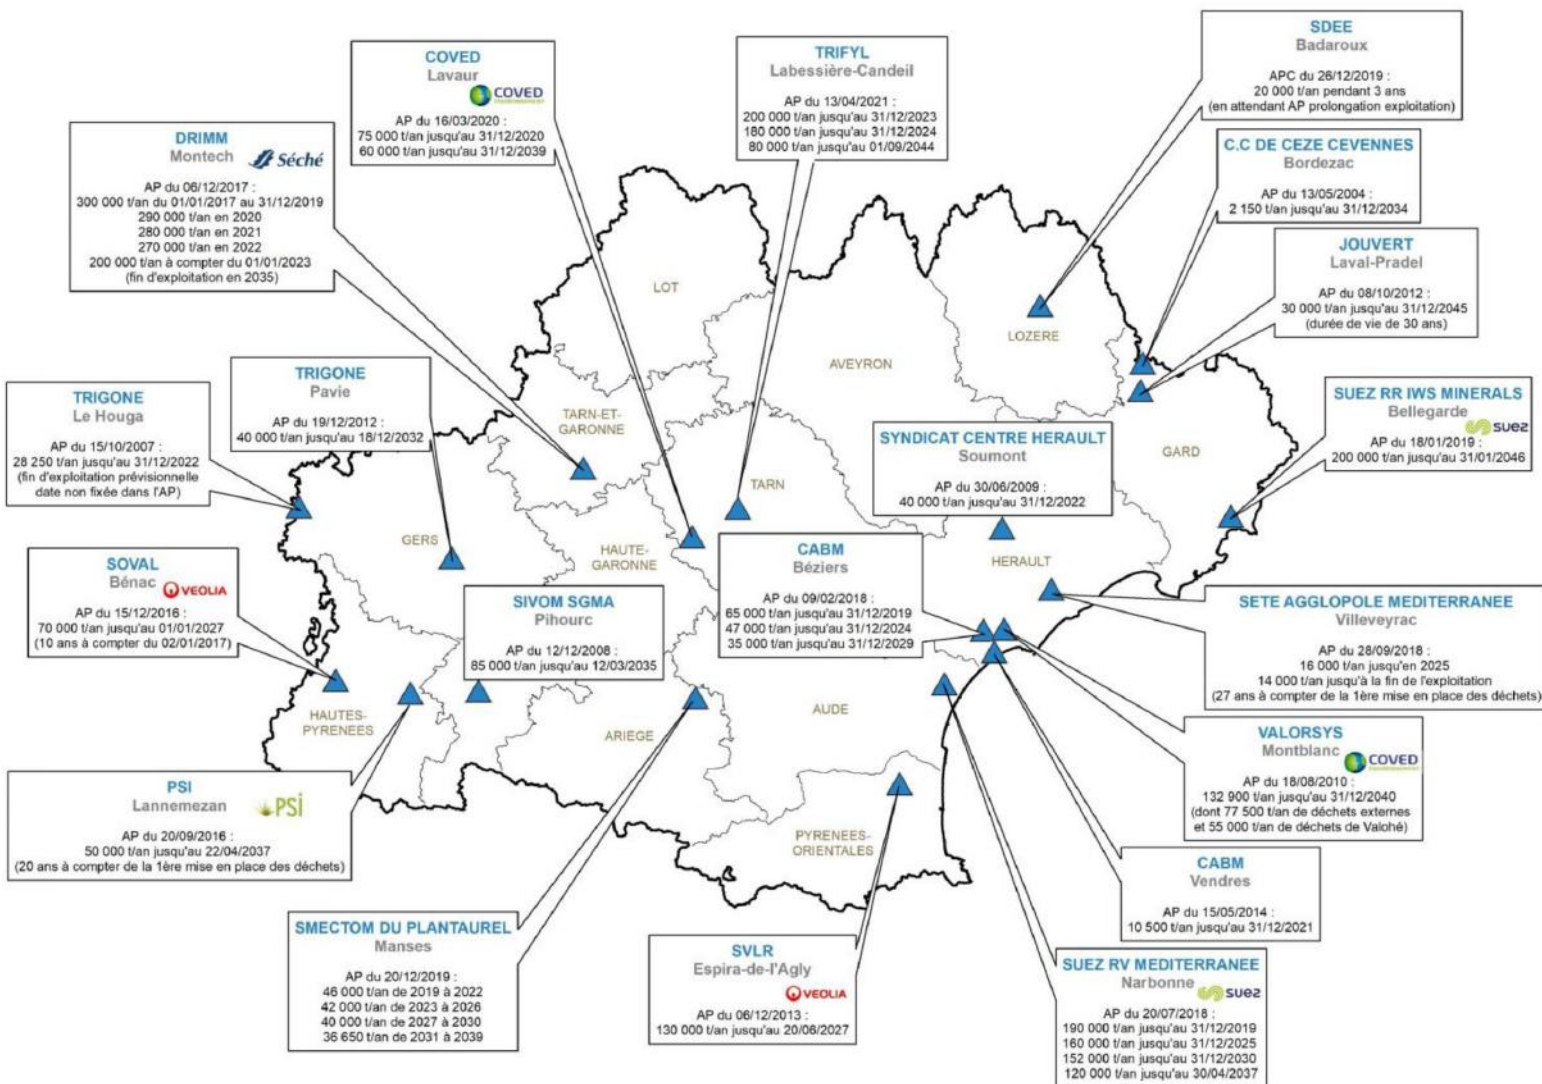 SDEE
Badaroux
APC du 26/12/2019 :
20 000 t/an pendant 3 ans
(en attendant AP prolongation exploitation)
COVED
Lavaur
COVED
AP du 16/03/2020 :
75 000 t/an jusqu'au 31/12/2020
60 000 t/an jusqu'au 31/12/2039
TRIFYL
Labessière-Candeil
AP du 13/04/2021 :
200 000 t/an jusqu'au 31/12/2023
180 000 t/an jusqu'au 31/12/2024
80 000 t/an jusqu'au 01/09/2044
DRIMM
Montech
Séché
AP du 06/12/2017 :
300 000 t/an du 01/01/2017 au 31/12/2019
290 000 t/an en 2020
280 000 t/an en 2021
270 000 t/an en 2022
200 000 t/an à compter du 01/01/2023
(fin d'exploitation en 2035)
C.C DE CEZE CEVENNES
Bordezac
AP du 13/05/2004 :
2 150 t/an jusqu'au 31/12/2034
JOUVERT
Laval-Pradel
AP du 08/10/2012 :
30 000 t/an jusqu'au 31/12/2045
(durée de vie de 30 ans)
LOT
LOZERE
AVEYRON
TARN-ET-
GARONNE
GARD
TARN
GERS
HAUTE-
GARONNE
HERAULT
TRIGONE
Le Houga
AP du 15/10/2007 :
28 250 t/an jusqu'au 31/12/2022
(fin d'exploitation prévisionnelle
date non fixée dans l'AP)
TRIGONE
Pavie
AP du 19/12/2012 :
40 000 t/an jusqu'au 18/12/2032
SUEZ RR IWS MINERALS
Bellegarde
suez
AP du 18/01/2019 :
200 000 t/an jusqu'au 31/01/2046
SYNDICAT CENTRE HERAULT
Soumont
AP du 30/06/2009 :
40 000 t/an jusqu'au 31/12/2022
SOVAL
Bénac
VEOLIA
AP du 15/12/2016 :
70 000 t/an jusqu'au 01/01/2027
(10 ans à compter du 02/01/2017)
SIVOM SGMA
Pihourc
AP du 12/12/2008 :
85 000 t/an jusqu'au 12/03/2035
CABM
Béziers
AP du 09/02/2018 :
65 000 t/an jusqu'au 31/12/2019
47 000 t/an jusqu'au 31/12/2024
35 000 t/an jusqu'au 31/12/2029
SETE AGGLOPOLE MEDITERRANEE
Villeveyrac
AP du 28/09/2018 :
16 000 t/an jusqu'en 2025
14 000 t/an jusqu'à la fin de l'exploitation
(27 ans à compter de la 1ère mise en place des déchets)
HAUTES-
PYRENEES
ARIEGE
AUDE
PYRENEES-
ORIENTALES
VALORSYS
Montblanc
COVED
AP du 18/08/2010 :
132 900 t/an jusqu'au 31/12/2040
(dont 77 500 t/an de déchets externes
et 55 000 t/an de déchets de Valohé)
PSI
Lannemezan
PSI
AP du 20/09/2016 :
50 000 t/an jusqu'au 22/04/2037
(20 ans à compter de la 1ère mise en place des déchets)
CABM
Vendres
AP du 15/05/2014 :
10 500 t/an jusqu'au 31/12/2021
SMECTOM DU PLANTAUREL
Manses
AP du 20/12/2019 :
46 000 t/an de 2019 à 2022
42 000 t/an de 2023 à 2026
40 000 t/an de 2027 à 2030
36 650 t/an de 2031 à 2039
SVLR
Espira-de-l'Agly
VEOLIA
AP du 06/12/2013 :
130 000 t/an jusqu'au 20/06/2027
SUEZ RV MEDITERRANEE
Narbonne
suez
AP du 20/07/2018 :
190 000 t/an jusqu'au 31/12/2019
160 000 t/an jusqu'au 31/12/2025
152 000 t/an jusqu'au 31/12/2030
120 000 t/an jusqu'au 30/04/2037